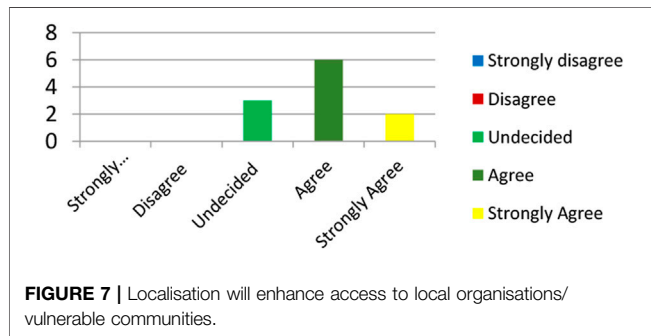 8
6
4
2
0
Strongly...
Disagree
Undecided
Agree
Strongly Agree
Strongly disagree
Disagree
Undecided
Agree
Strongly Agree
FIGURE 7 | Localisation will enhance access to local organisations/
vulnerable communities.